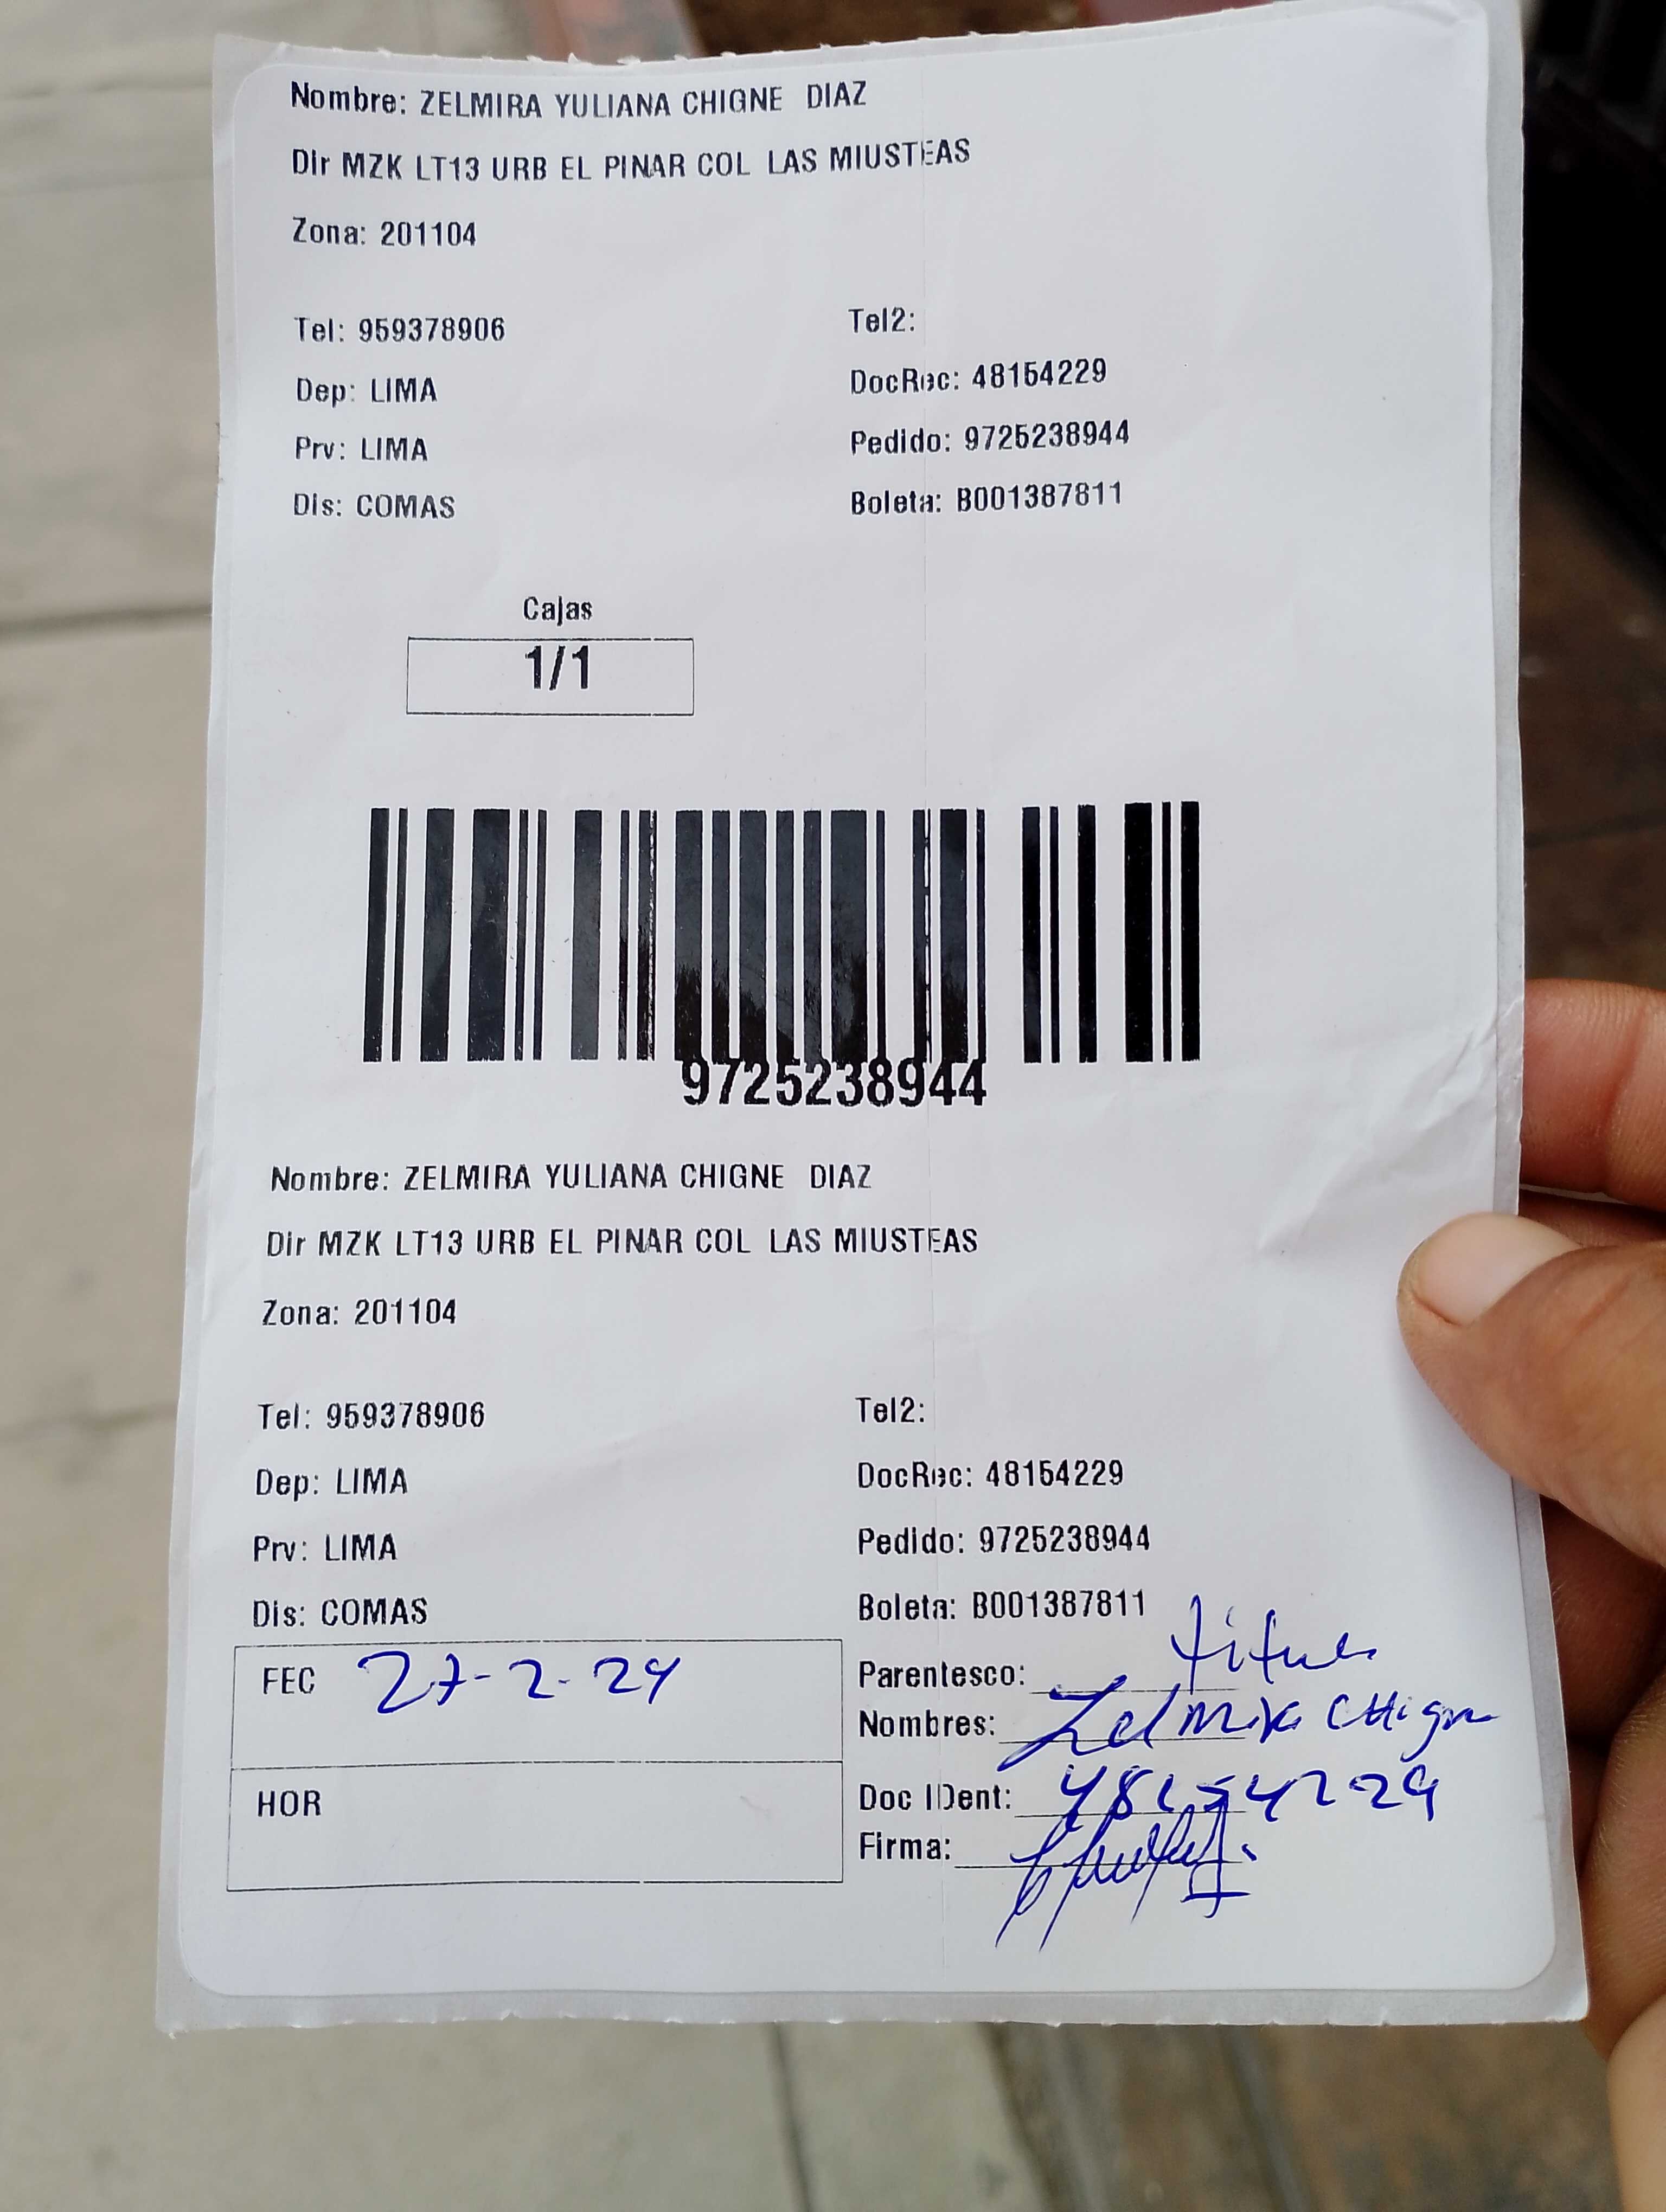 Nombre: ZELMIRA YULIANA CHIGNE DIAZ
Dir MZK LT13 URB EL PINAR COL LAS MIUSTEAS
Zona: 201104
Tel: 959378906 Tel2:
Dep: LIMA DocRec: 48154229
Prv: LIMA Pedido: 9725238944
Dis: COMAS Boleta: B001387811
Cajas
1/1
9725238944
Nombre: ZELMIRA YULIANA CHIGNE DIAZ
Dir MZK LT13 URB EL PINAR COL LAS MIUSTEAS
Zona: 201104
Tel: 959378906 Tel2:
Dep: LIMA DocRec: 48154229
Prv: LIMA Pedido: 9725238944
Dis: COMAS Boleta: B001387811
FEC 27-2-24 Parentesco:
Nombres: Zelmira CHigne
HOR Doc IDent: 48154229
Firma: